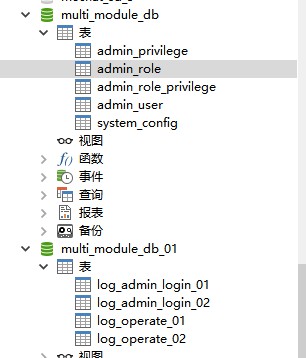 multi_module_db
表
admin_privilege
admin_role
admin_role_privilege
admin_user
system_config
视图
函数
事件
查询
报表
备份
multi_module_db_01
表
log_admin_login_01
log_admin_login_02
log_operate_01
log_operate_02